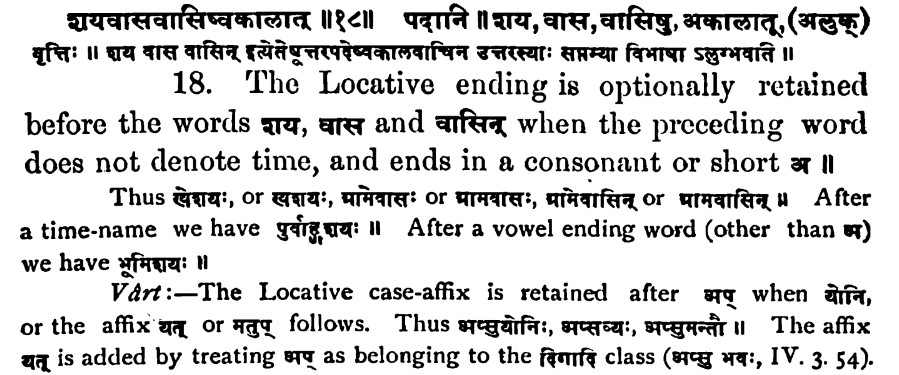 शयवासवासिष्वकालात् ॥१८॥ पदानि ॥ शय, वास, वासिषु, अकालात्, (अलुक्)
वृत्तिः ॥ शय वास वासिन् इत्येतेषूत्तरपदेष्वकालवाचिन उत्तरस्याः सप्तम्या विभाषा ऽलुग्भवति ॥
18. The Locative ending is optionally retained
before the words शय, वास and वासिन् when the preceding word
does not denote time, and ends in a consonant or short अ ॥
Thus खेशयः, or खशयः, ग्रामेवासः or ग्रामवासः, ग्रामेवासिन् or ग्रामवासिन् ॥ After
a time-name we have पुर्वाह्णशयः ॥ After a vowel ending word (other than अ)
we have भूमिशयः ॥
Vârt:—The Locative case-affix is retained after अप् when योनि,
or the affix यत् or मतुप् follows. Thus अप्सुयोनिः, अप्सव्यः, अप्सुमन्तौ ॥ The affix
यत् is added by treating अप् as belonging to the दिगादि class (अप्सु भवः, IV. 3. 54).